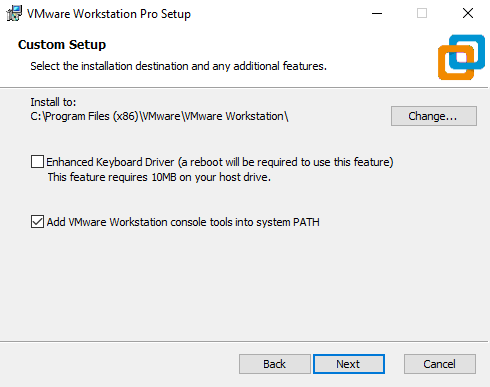 VMware Workstation Pro Setup
Custom Setup
Select the installation destination and any additional features.
Install to:
C:\Program Files (x86)\VMware\VMware Workstation\
Change...
Enhanced Keyboard Driver (a reboot will be required to use this feature)
This feature requires 10MB on your host drive.
Add VMware Workstation console tools into system PATH
Back
Next
Cancel